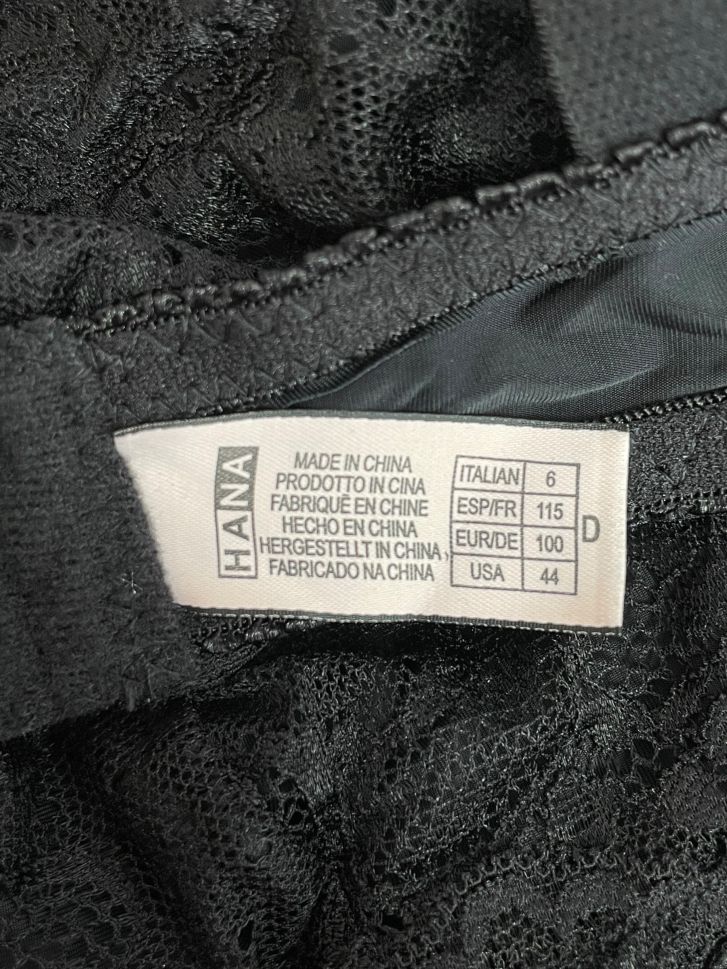 HANA
MADE IN CHINA
PRODOTTO IN CINA
FABRIQUĒ EN CHINE
HECHO EN CHINA
HERGESTELLT IN CHINA,
FABRICADO NA CHINA
ITALIAN 6
ESP/FR 115
EUR/DE 100
USA 44
D